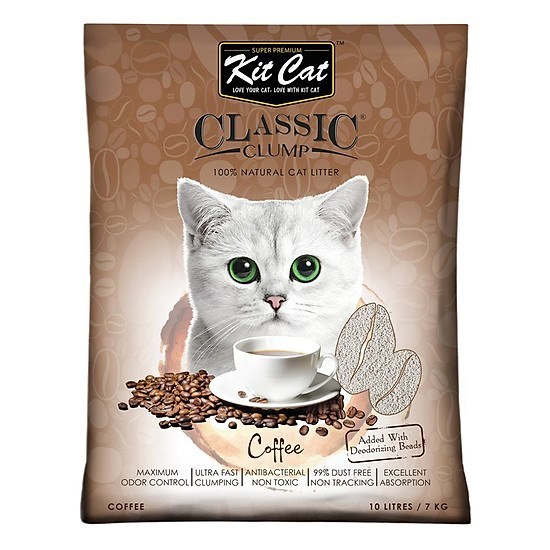 SUPER PREMIUM
Kit Cat™
LOVE YOUR CAT, LOVE WITH KIT CAT
CLASSIC®
CLUMP
100% NATURAL CAT LITTER
Coffee
Added With
Deodorizing Beads
MAXIMUM ODOR CONTROL
ULTRA FAST CLUMPING
ANTIBACTERIAL NON TOXIC
99% DUST FREE NON TRACKING
EXCELLENT ABSORPTION
COFFEE
10 LITRES / 7 KG